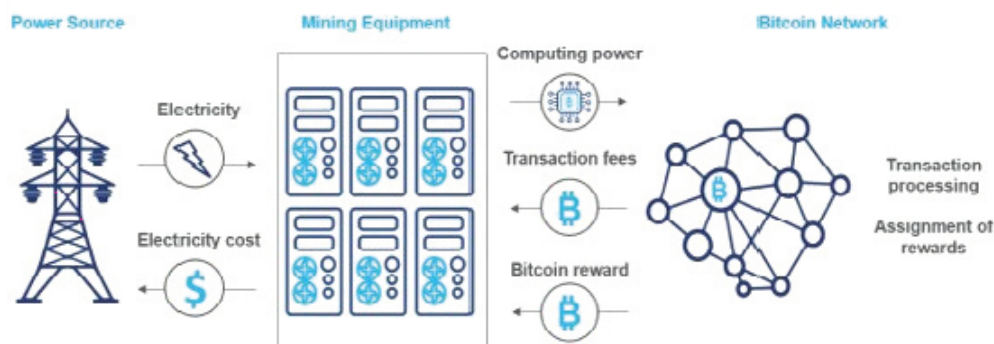 Power Source
Mining Equipment
Bitcoin Network
Electricity
Electricity cost
$
Computing power
Transaction fees
Bitcoin reward
Transaction
processing
Assignment of
rewards